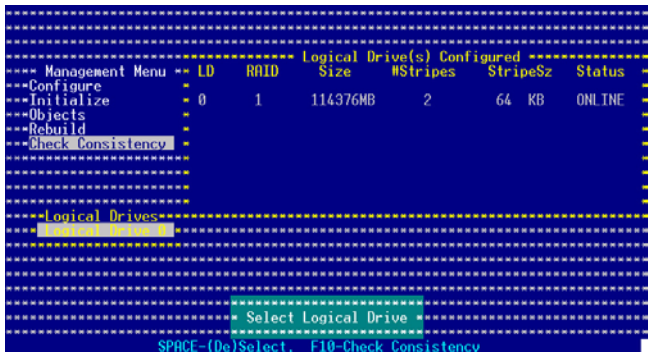 Logical Drive(s) Configured
Management Menu
LD RAID Size #Stripes StripeSz Status
Configure
Initialize
0 1 114376MB 2 64 KB ONLINE
Objects
Rebuild
Check Consistency
Logical Drives
Logical Drive 0
Select Logical Drive
SPACE-(De)Select, F10-Check Consistency